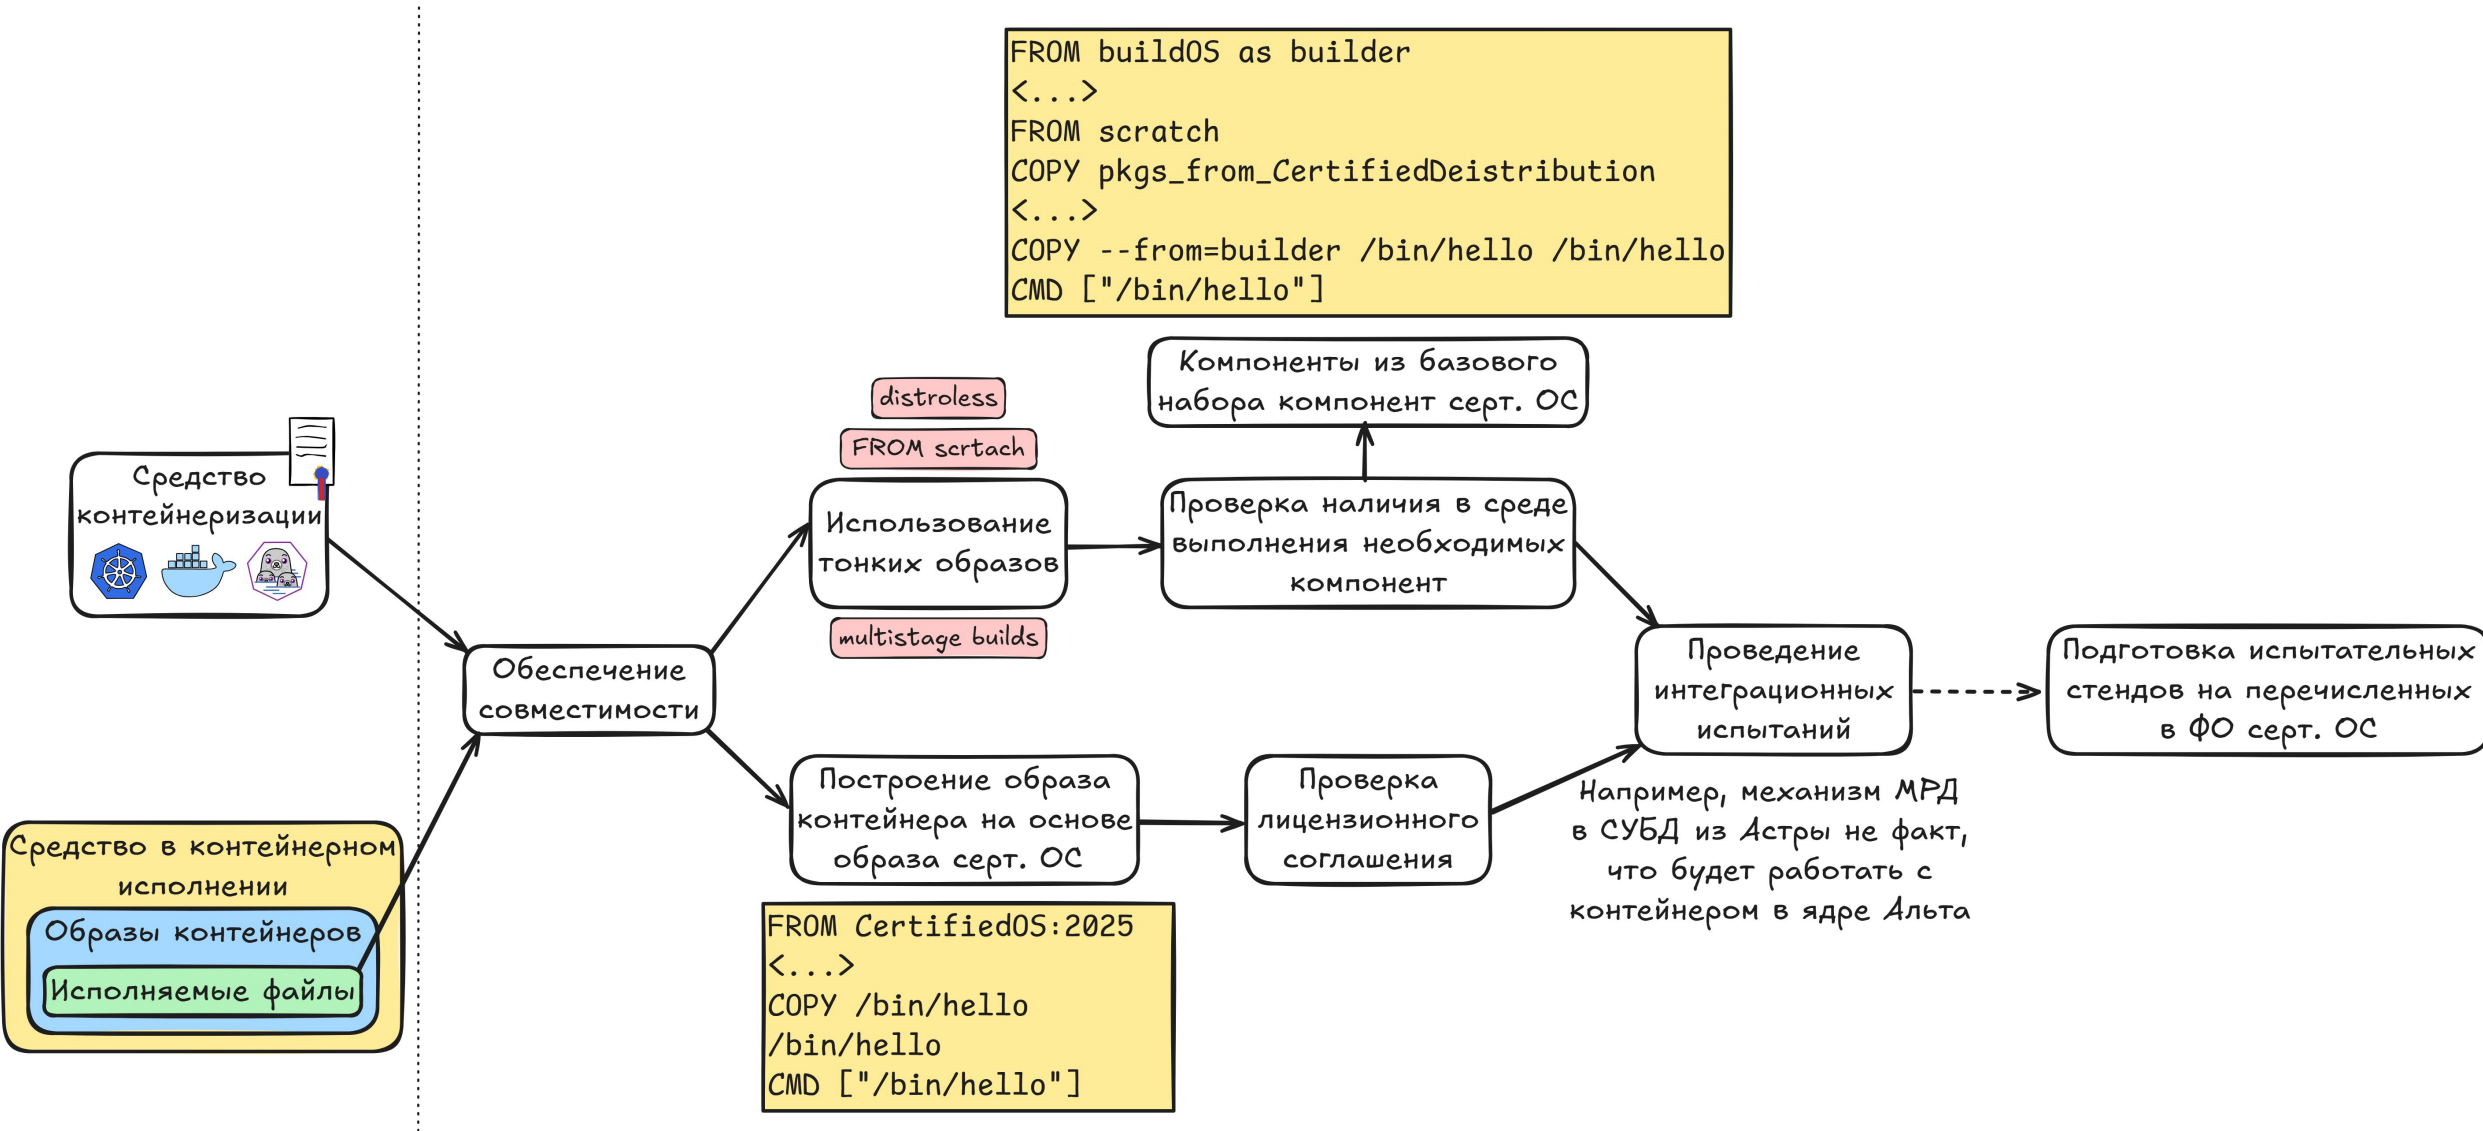 FROM buildOS as builder
<...>
FROM scratch
COPY pkgs_from_CertifiedDeistribution
<...>
COPY --from=builder /bin/hello /bin/hello
CMD ["/bin/hello"]
Компоненты из базового
набора компонент серт. ОС
distroless
FROM scrtach
Средство
контейнеризации
Использование
тонких образов
Проверка наличия в среде
выполнения необходимых
компонент
multistage builds
Обеспечение
совместимости
Проведение
интеграционных
испытаний
Подготовка испытательных
стендов на перечисленных
в ФО серт. ОС
Построение образа
контейнера на основе
образа серт. ОС
Проверка
лицензионного
соглашения
Например, механизм МРД
в СУБД из Астры не факт,
что будет работать с
контейнером в ядре Альта
Средство в контейнерном
исполнении
Образы контейнеров
Исполняемые файлы
FROM CertifiedOS:2025
<...>
COPY /bin/hello
/bin/hello
CMD ["/bin/hello"]